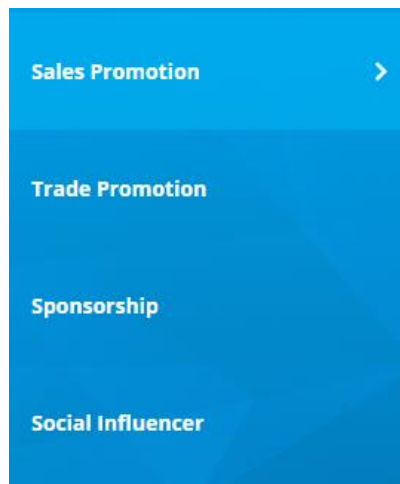 Sales Promotion
Trade Promotion
Sponsorship
Social Influencer